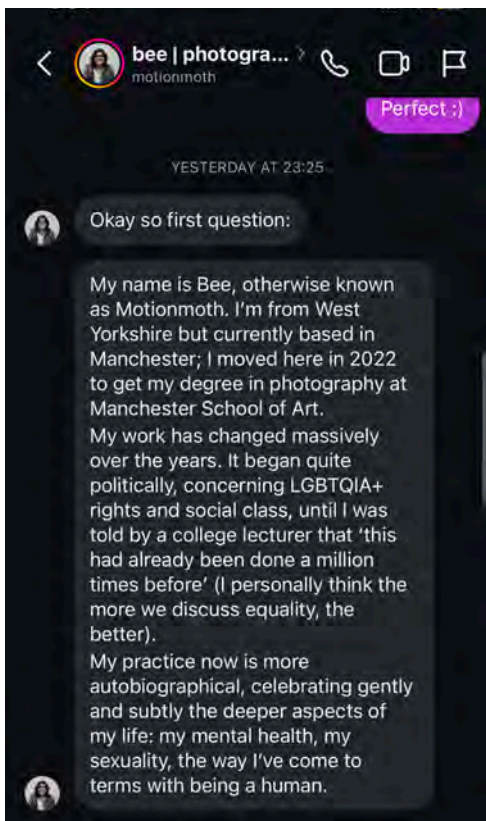 bee | photogra...
motionmoth
Perfect :)
YESTERDAY AT 23:25
Okay so first question:
My name is Bee, otherwise known
as Motionmoth. I'm from West
Yorkshire but currently based in
Manchester; I moved here in 2022
to get my degree in photography at
Manchester School of Art.
My work has changed massively
over the years. It began quite
politically, concerning LGBTQIA+
rights and social class, until I was
told by a college lecturer that 'this
had already been done a million
times before' (I personally think the
more we discuss equality, the
better).
My practice now is more
autobiographical, celebrating gently
and subtly the deeper aspects of
my life: my mental health, my
sexuality, the way I've come to
terms with being a human.